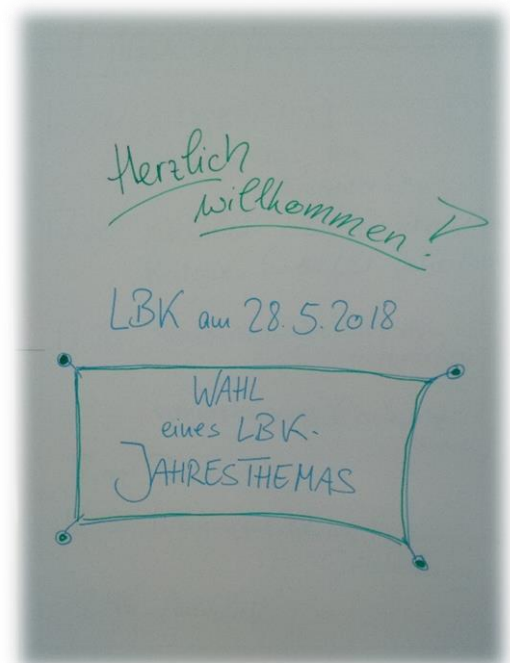 Herzlich
willkommen!
LBK am 28.5.2018
WAHL
eines LBK-
JAHRESTHEMAS